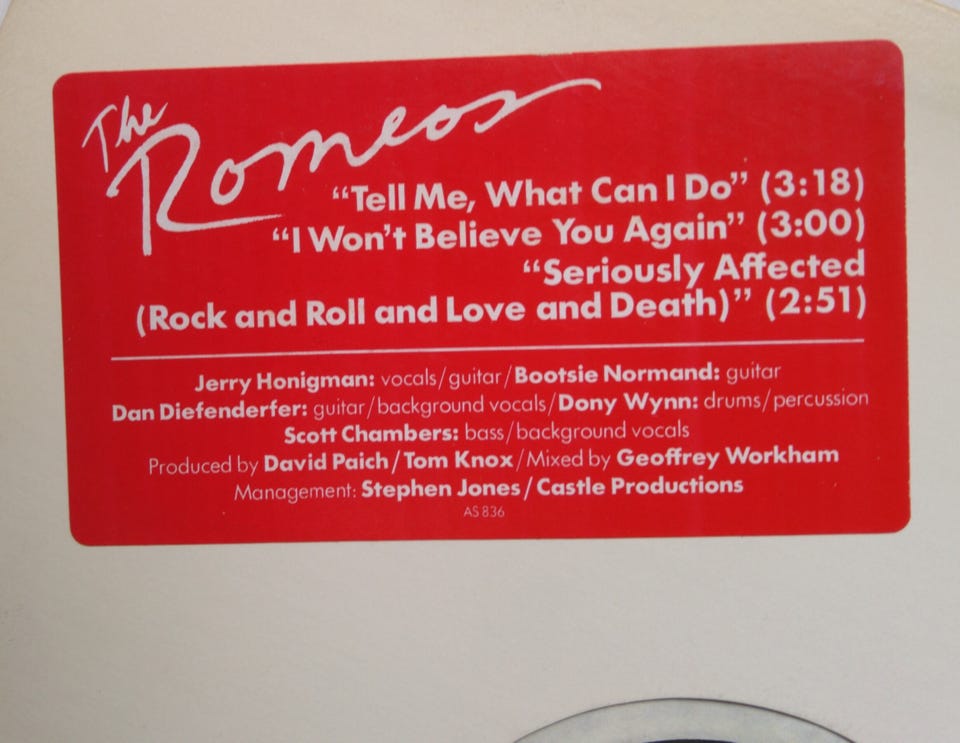 The
Romeos
“Tell Me, What Can I Do” (3:18)
“I Won't Believe You Again” (3:00)
“Seriously Affected
(Rock and Roll and Love and Death)” (2:51)
Jerry Honigman: vocals/guitar/Bootsie Normand: guitar
Dan Diefenderfer: guitar/background vocals/Dony Wynn: drums/percussion
Scott Chambers: bass/background vocals
Produced by David Paich/Tom Knox/Mixed by Geoffrey Workham
Management: Stephen Jones/Castle Productions
AS 836